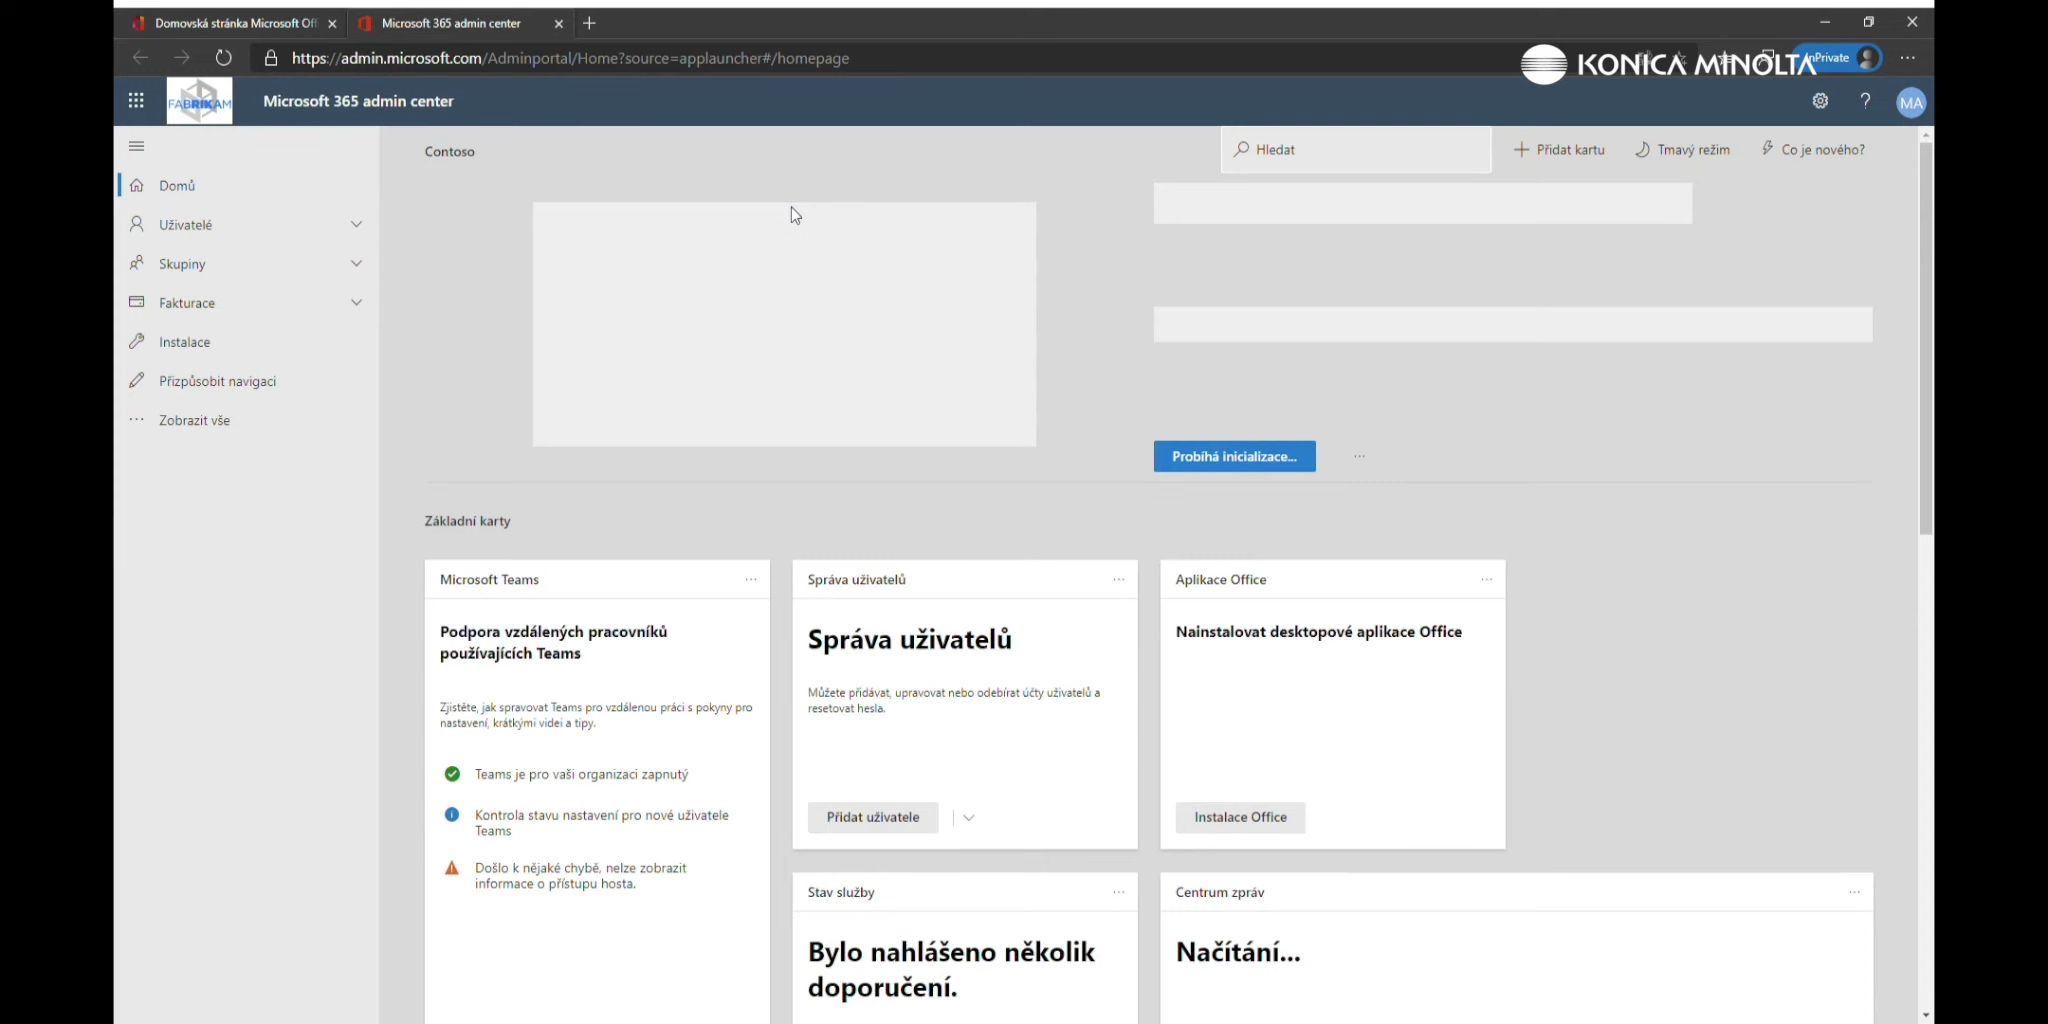 Domovská stránka Microsoft Off
Microsoft 365 admin center
https://admin.microsoft.com/Adminportal/Home?source=applauncher#/homepage
KONICA MINOLTA
InPrivate
FABRIKAM
Microsoft 365 admin center
?
MA
Contoso
Hledat
Přidat kartu
Tmavý režim
Co je nového?
Domů
Uživatelé
Skupiny
Fakturace
Instalace
Přizpůsobit navigaci
Zobrazit vše
Probíhá inicializace...
Základní karty
Microsoft Teams
Podpora vzdálených pracovníků
používajících Teams
Zjistěte, jak spravovat Teams pro vzdálenou práci s pokyny pro
nastavení, krátkými videi a tipy.
Teams je pro vaši organizaci zapnutý
Kontrola stavu nastavení pro nové uživatele
Teams
Došlo k nějaké chybě, nelze zobrazit
informace o přístupu hosta.
Správa uživatelů
Správa uživatelů
Můžete přidávat, upravovat nebo odebírat účty uživatelů a
resetovat hesla.
Přidat uživatele
Aplikace Office
Nainstalovat desktopové aplikace Office
Instalace Office
Stav služby
Bylo nahlášeno několik
doporučení.
Centrum zpráv
Načítání...